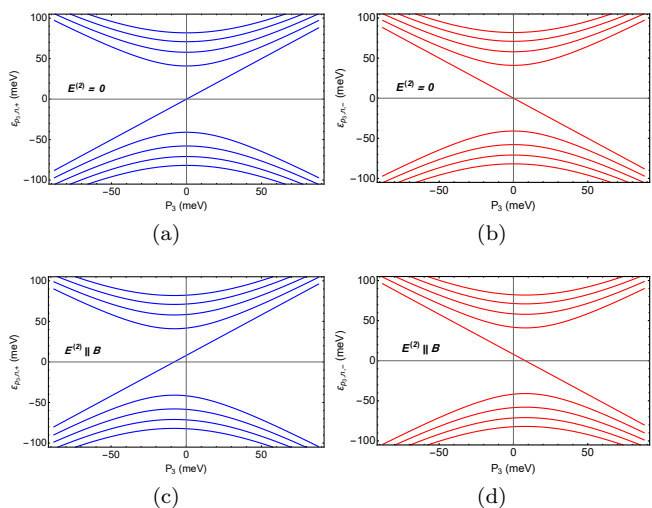 100
50
0
−50
−100
ε_{p₃,n,+} (meV)
E⁽²⁾ = 0
−50 0 50
P₃ (meV)
(a)
100
50
0
−50
−100
ε_{p₃,n,−} (meV)
E⁽²⁾ = 0
−50 0 50
P₃ (meV)
(b)
100
50
0
−50
−100
ε_{p₃,n,+} (meV)
E⁽²⁾ || B
−50 0 50
P₃ (meV)
(c)
100
50
0
−50
−100
ε_{p₃,n,−} (meV)
E⁽²⁾ || B
−50 0 50
P₃ (meV)
(d)